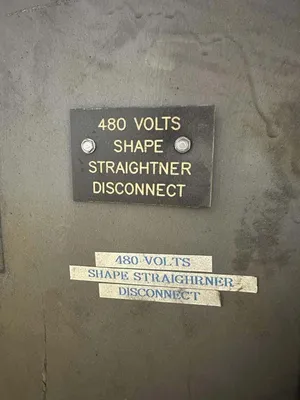 480 VOLTS
SHAPE
STRAIGHTNER
DISCONNECT
480 VOLTS
SHAPE STRAIGHRNER
DISCONNECT